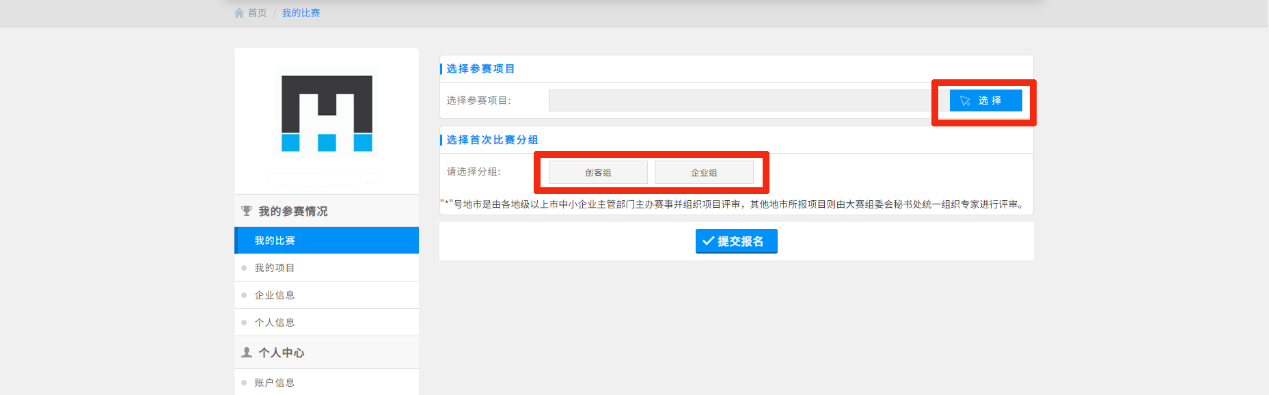 首页 / 我的比赛
我的参赛情况
我的比赛
我的项目
企业信息
个人信息
个人中心
账户信息
选择参赛项目
选择参赛项目:
选 择
选择首次比赛分组
请选择分组:
创客组
企业组
"*"号地市是由各地级以上市中小企业主管部门主办赛事并组织项目评审，其他地市所报项目则由大赛组委会秘书处统一组织专家进行评审。
提交报名